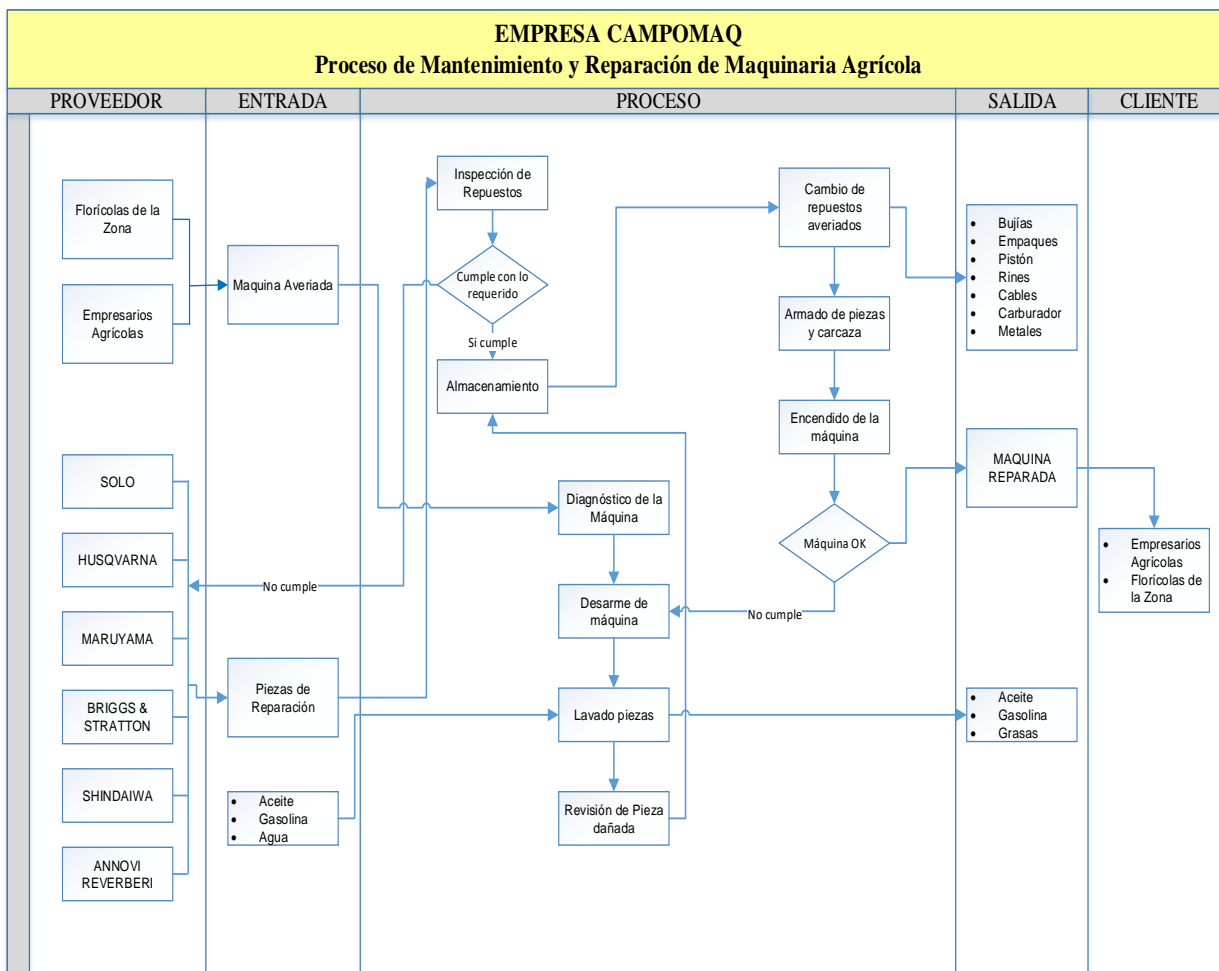 EMPRESA CAMPOMAQ
Proceso de Mantenimiento y Reparación de Maquinaria Agrícola
PROVEEDOR
ENTRADA
PROCESO
SALIDA
CLIENTE
Florícolas de la
Zona
Empresarios
Agrícolas
SOLO
HUSQVARNA
MARUYAMA
BRIGGS &
STRATTON
SHINDAIWA
ANNOVI
REVERBERI
Maquina Averiada
Piezas de
Reparación
• Aceite
• Gasolina
• Agua
Inspección de
Repuestos
Cumple con lo
requerido
Si cumple
No cumple
Almacenamiento
Diagnóstico de la
Máquina
Desarme de
máquina
Lavado piezas
Revisión de Pieza
dañada
Cambio de
repuestos
averiados
Armado de piezas
y carcaza
Encendido de la
máquina
Máquina OK
No cumple
• Bujías
• Empaques
• Pistón
• Rines
• Cables
• Carburador
• Metales
MAQUINA
REPARADA
• Aceite
• Gasolina
• Grasas
• Empresarios
Agrícolas
• Florícolas de
la Zona